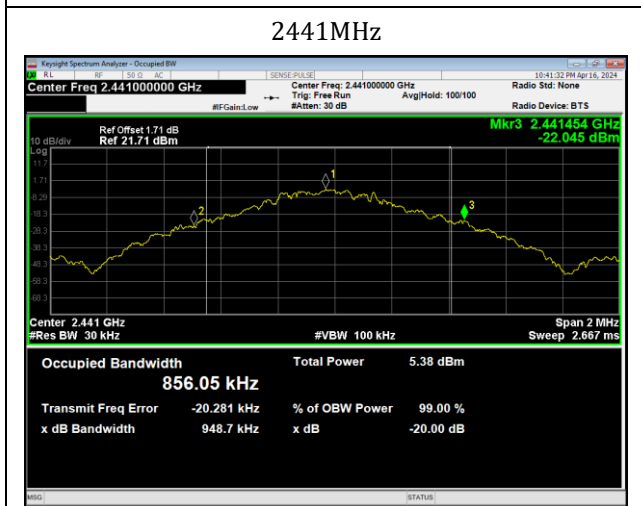 2441MHz
Keysight Spectrum Analyzer - Occupied BW
RL RF 50 Ω AC SENSE:PULSE 10:41:32 PM Apr 16, 2024
Center Freq 2.441000000 GHz Center Freq: 2.441000000 GHz Radio Std: None
Trig: Free Run Avg|Hold: 100/100
#IFGain:Low #Atten: 30 dB Radio Device: BTS
Mkr3 2.441454 GHz
Ref Offset 1.71 dB
10 dB/div Ref 21.71 dBm -22.045 dBm
Log
11.7
1.71
1
-8.29
-18.3
2
3
-28.3
-38.3
-48.3
-58.3
-68.3
Center 2.441 GHz Span 2 MHz
#Res BW 30 kHz #VBW 100 kHz Sweep 2.667 ms
Occupied Bandwidth Total Power 5.38 dBm
856.05 kHz
Transmit Freq Error -20.281 kHz % of OBW Power 99.00 %
x dB Bandwidth 948.7 kHz x dB -20.00 dB
MSG STATUS